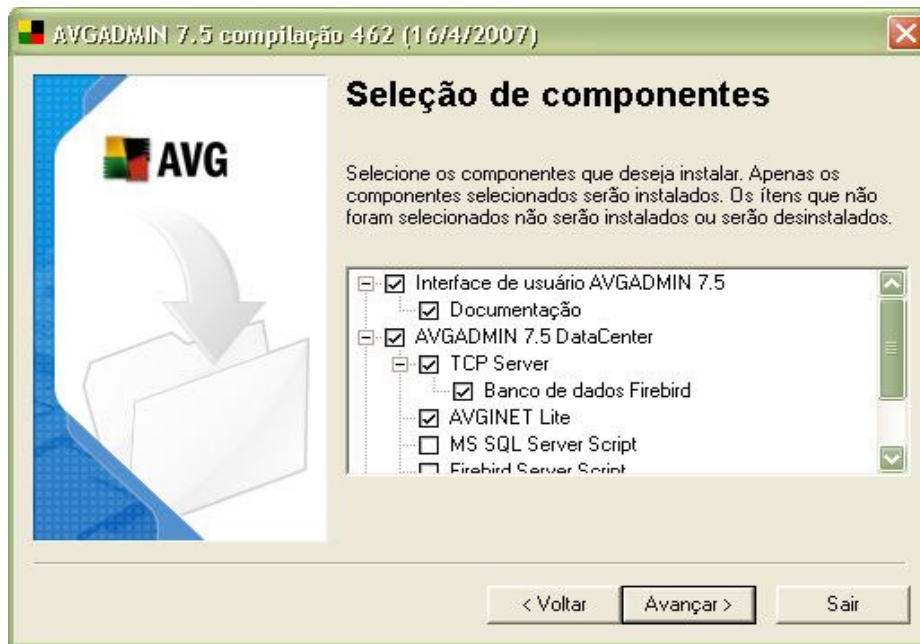 AVGADMIN 7.5 compilação 462 (16/4/2007)
AVG
Seleção de componentes
Selecione os componentes que deseja instalar. Apenas os
componentes selecionados serão instalados. Os ítens que não
foram selecionados não serão instalados ou serão desinstalados.
Interface de usuário AVGADMIN 7.5
Documentação
AVGADMIN 7.5 DataCenter
TCP Server
Banco de dados Firebird
AVGINET Lite
MS SQL Server Script
Firebird Server Script
< Voltar
Avançar >
Sair